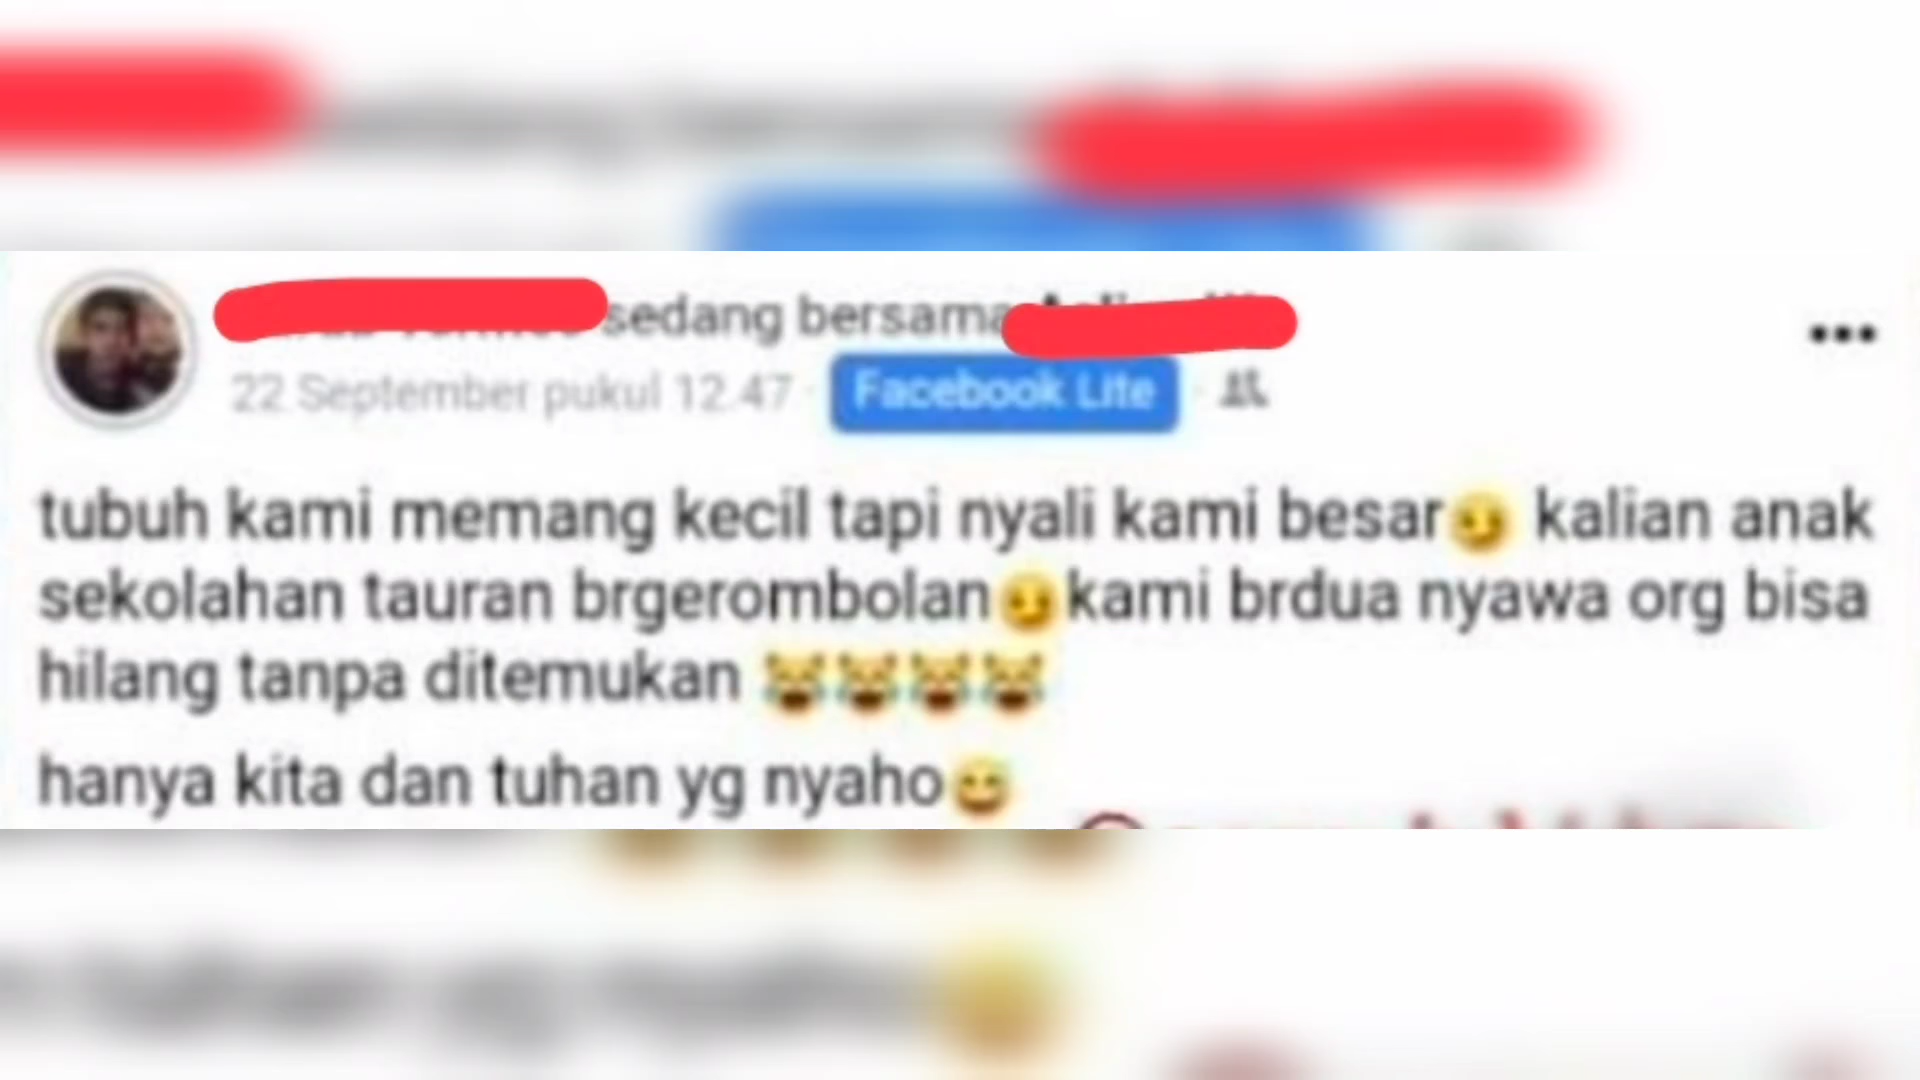 sedang bersama
22 September pukul 12.47 · Facebook Lite ·
tubuh kami memang kecil tapi nyali kami besar😏 kalian anak
sekolahan tauran brgerombolan😏kami brdua nyawa org bisa
hilang tanpa ditemukan 😹😹😹😹
hanya kita dan tuhan yg nyaho😄